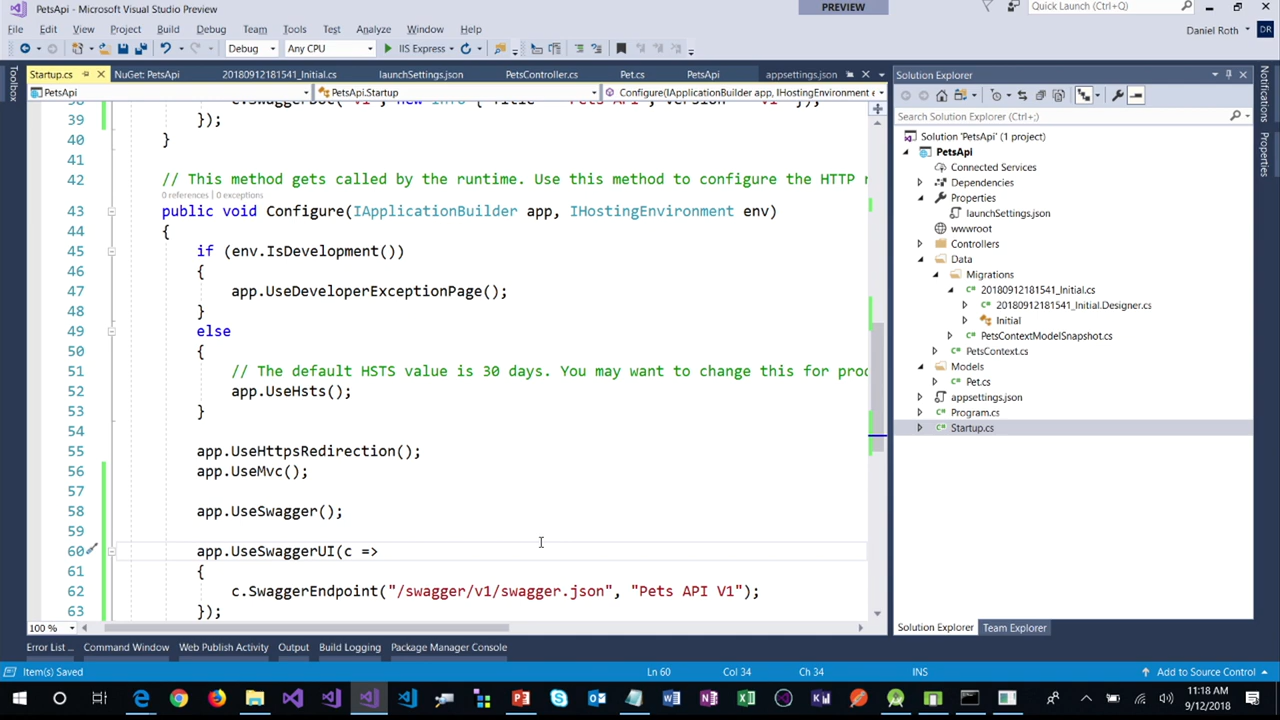 PetsApi - Microsoft Visual Studio Preview
PREVIEW
Quick Launch (Ctrl+;)
File Edit View Project Build Debug Team Tools Test Analyze Window Help
Daniel Roth
DR
Debug
Any CPU
IIS Express
Startup.cs
NuGet: PetsApi
20180912181541_Initial.cs
launchSettings.json
PetsController.cs
Pet.cs
PetsApi
appsettings.json
PetsApi
PetsApi.Startup
Configure(IApplicationBuilder app, IHostingEnvironment e
39 });
40 }
41
42 // This method gets called by the runtime. Use this method to configure the HTTP r
0 references | 0 exceptions
43 public void Configure(IApplicationBuilder app, IHostingEnvironment env)
44 {
45 if (env.IsDevelopment())
46 {
47 app.UseDeveloperExceptionPage();
48 }
49 else
50 {
51 // The default HSTS value is 30 days. You may want to change this for proc
52 app.UseHsts();
53 }
54
55 app.UseHttpsRedirection();
56 app.UseMvc();
57
58 app.UseSwagger();
59
60 app.UseSwaggerUI(c =>
61 {
62 c.SwaggerEndpoint("/swagger/v1/swagger.json", "Pets API V1");
63 });
100 %
Toolbox
Solution Explorer
Search Solution Explorer (Ctrl+;)
Solution 'PetsApi' (1 project)
PetsApi
Connected Services
Dependencies
Properties
launchSettings.json
wwwroot
Controllers
Data
Migrations
20180912181541_Initial.cs
20180912181541_Initial.Designer.cs
Initial
PetsContextModelSnapshot.cs
PetsContext.cs
Models
Pet.cs
appsettings.json
Program.cs
Startup.cs
Solution Explorer
Team Explorer
Notifications
Properties
Error List ...
Command Window
Web Publish Activity
Output
Build Logging
Package Manager Console
Item(s) Saved
Ln 60
Col 34
Ch 34
INS
Add to Source Control
11:18 AM
9/12/2018